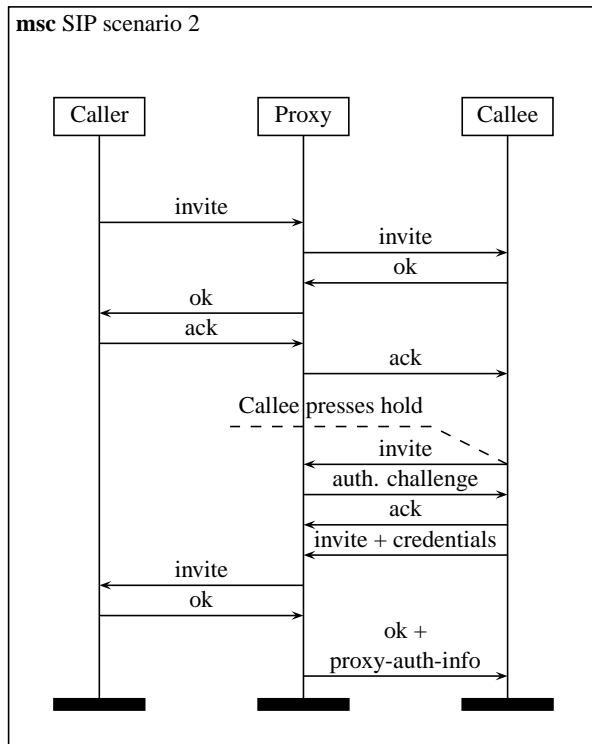 msc SIP scenario 2
Caller Proxy Callee
invite
invite
ok
ok
ack
ack
Callee presses hold
invite
auth. challenge
ack
invite + credentials
invite
ok
ok +
proxy-auth-info